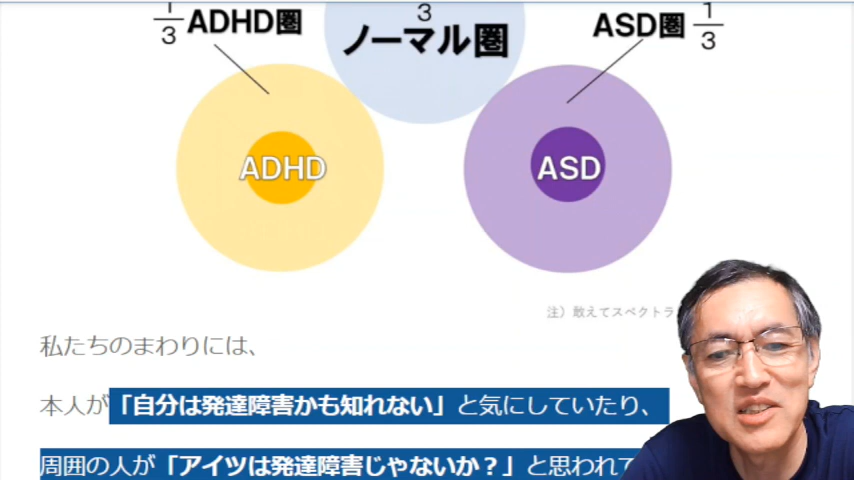 1/3 ADHD圏
3
ノーマル圏
ASD圏 1/3
ADHD
ASD
注）敢えてスペクトラ
私たちのまわりには、
本人が「自分は発達障害かも知れない」と気にしていたり、
周囲の人が「アイツは発達障害じゃないか？」と思われて